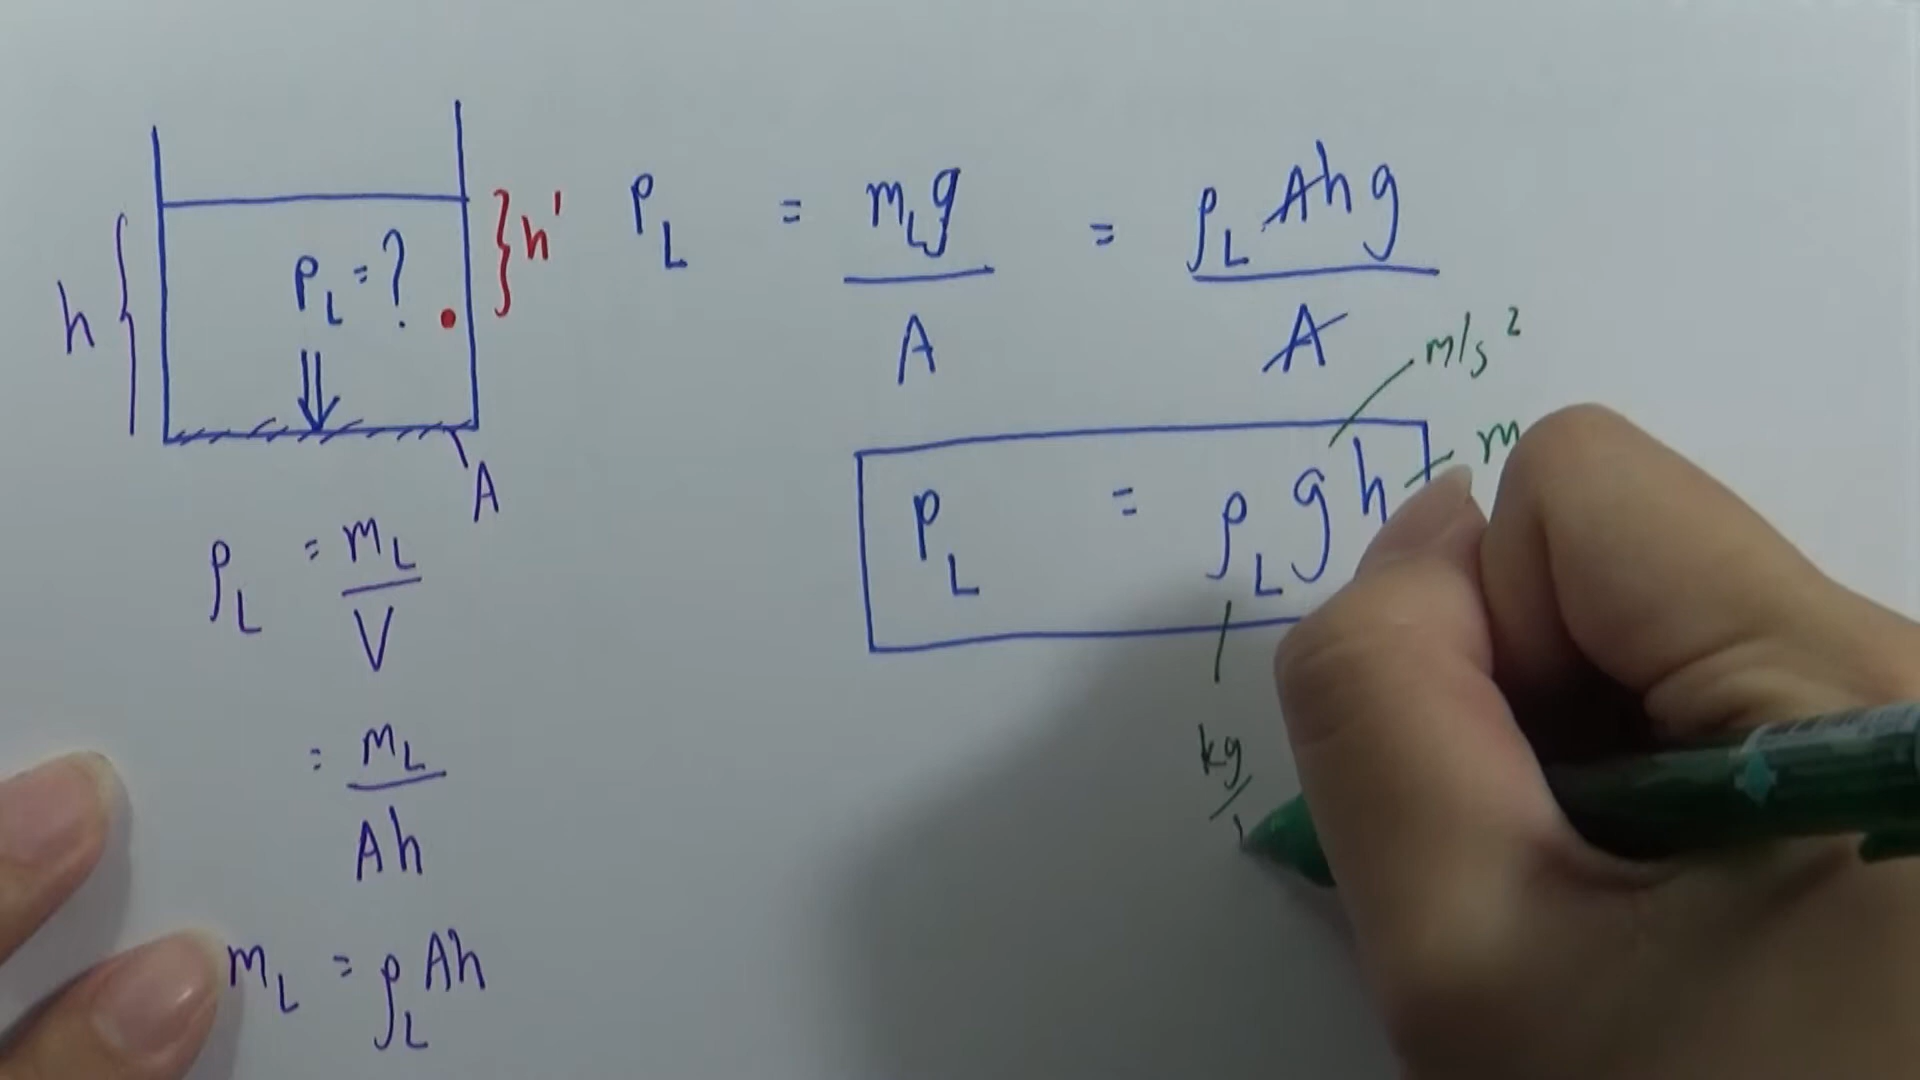 h
P_L = ?
h'
A
P_L = m_L g / A = ρ_L A h g / A
m/s²
m
P_L = ρ_L g h
kg /
ρ_L = m_L / V
= m_L / Ah
m_L = ρ_L Ah